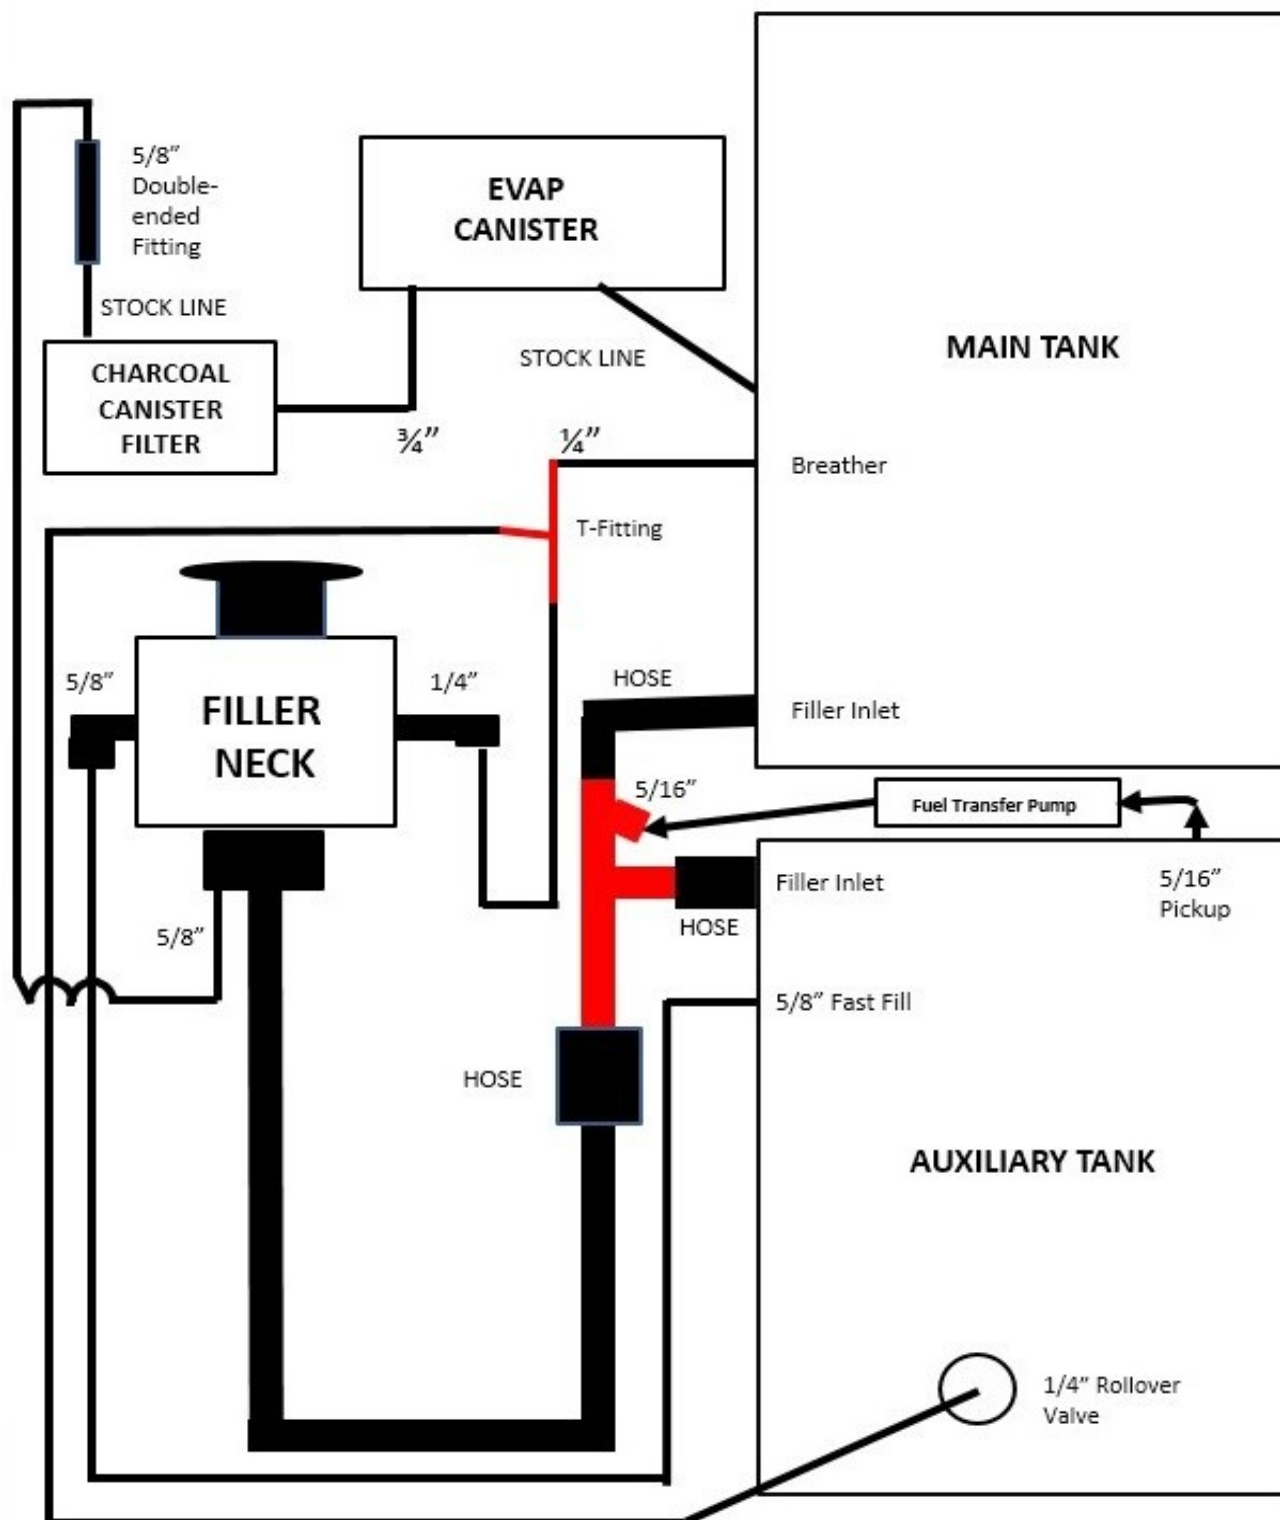 5/8”
Double-
ended
Fitting
STOCK LINE
CHARCOAL
CANISTER
FILTER
EVAP
CANISTER
STOCK LINE
¾”
¼”
T-Fitting
MAIN TANK
Breather
Filler Inlet
5/8”
FILLER
NECK
1/4”
HOSE
5/16”
Fuel Transfer Pump
5/8”
Filler Inlet
HOSE
5/16”
Pickup
5/8” Fast Fill
HOSE
AUXILIARY TANK
1/4” Rollover
Valve